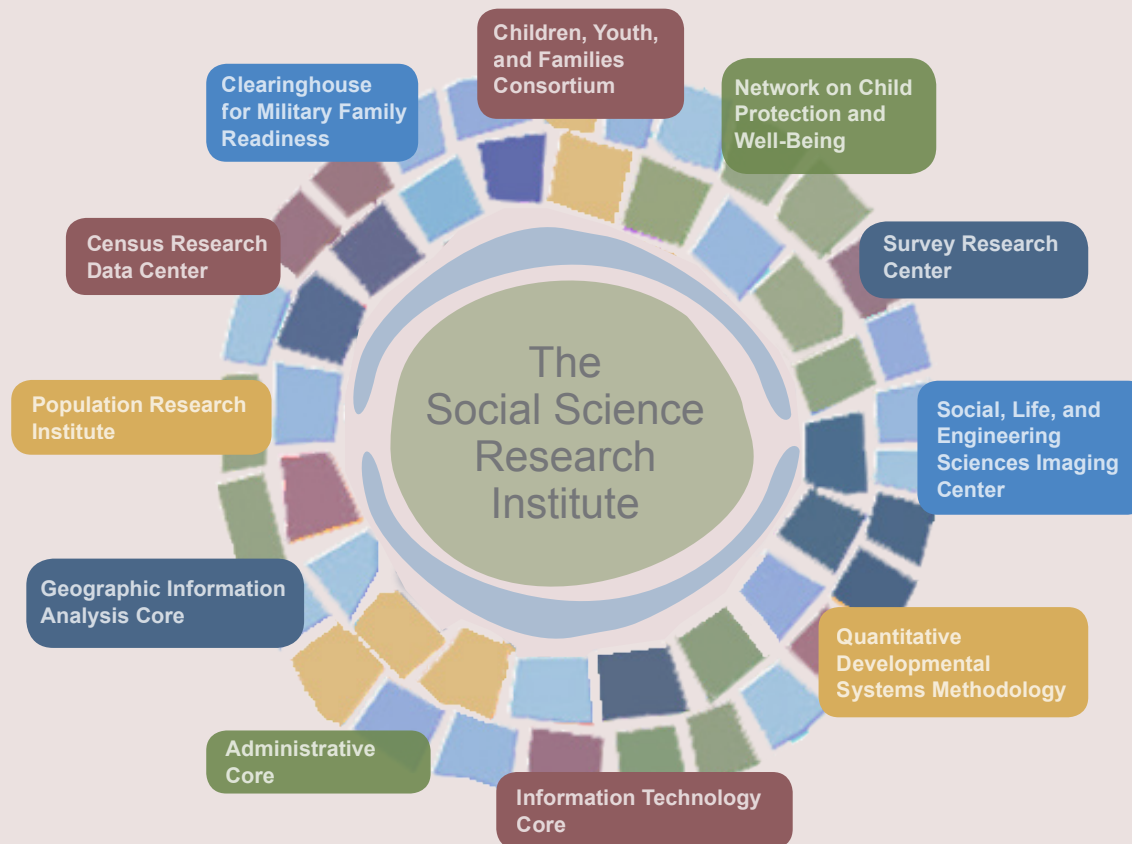 Children, Youth,
and Families
Consortium
Clearinghouse
for Military Family
Readiness
Network on Child
Protection and
Well-Being
Census Research
Data Center
Survey Research
Center
The
Social Science
Research
Institute
Population Research
Institute
Social, Life, and
Engineering
Sciences Imaging
Center
Geographic Information
Analysis Core
Quantitative
Developmental
Systems Methodology
Administrative
Core
Information Technology
Core